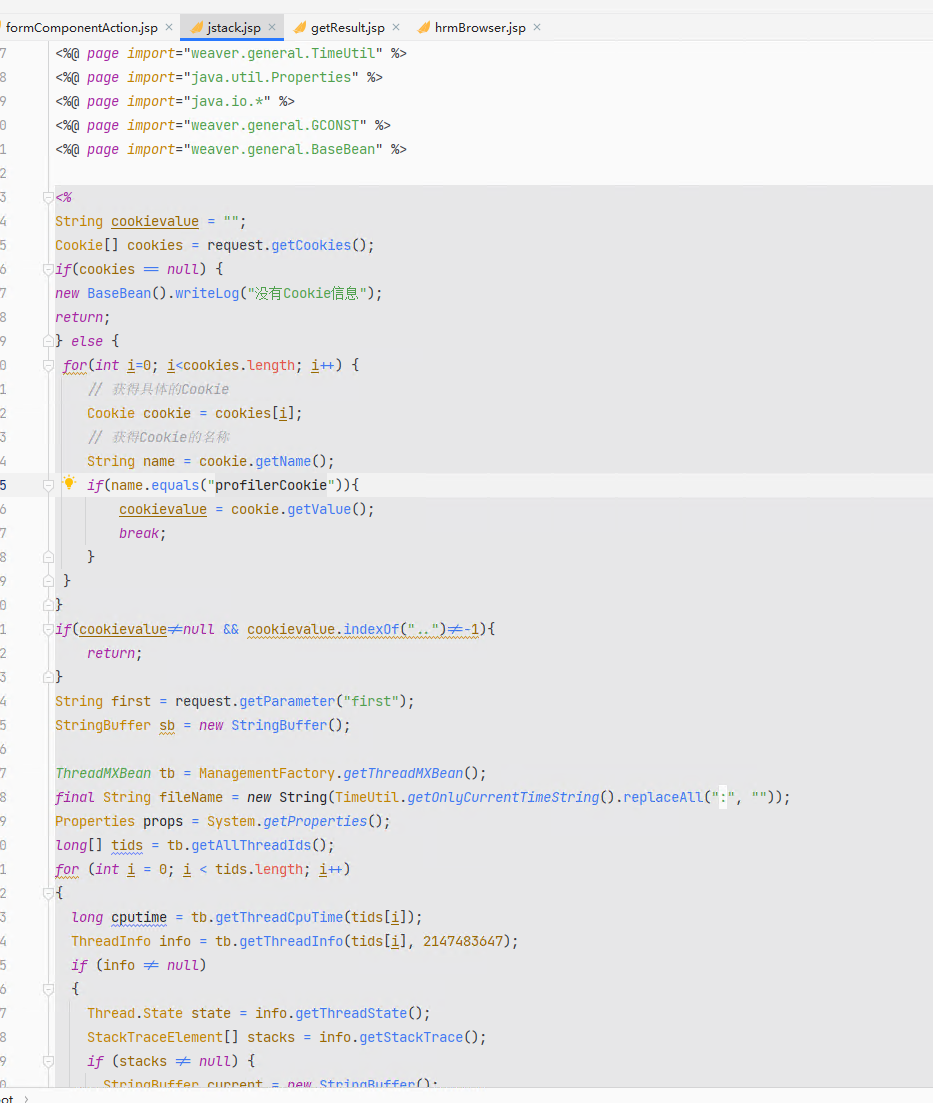 formComponentAction.jsp × jstack.jsp × getResult.jsp × hrmBrowser.jsp ×
7 <%@ page import="weaver.general.TimeUtil" %>
8 <%@ page import="java.util.Properties" %>
9 <%@ page import="java.io.*" %>
0 <%@ page import="weaver.general.GCONST" %>
1 <%@ page import="weaver.general.BaseBean" %>
2
3 <%
4 String cookievalue = "";
5 Cookie[] cookies = request.getCookies();
6 if(cookies == null) {
7 new BaseBean().writeLog("没有Cookie信息");
8 return;
9 } else {
0 for(int i=0; i<cookies.length; i++) {
1 // 获得具体的Cookie
2 Cookie cookie = cookies[i];
3 // 获得Cookie的名称
4 String name = cookie.getName();
5 if(name.equals("profilerCookie")){
6 cookievalue = cookie.getValue();
7 break;
8 }
9 }
0 }
1 if(cookievalue≠null && cookievalue.indexOf("..")≠-1){
2 return;
3 }
4 String first = request.getParameter("first");
5 StringBuffer sb = new StringBuffer();
6
7 ThreadMXBean tb = ManagementFactory.getThreadMXBean();
8 final String fileName = new String(TimeUtil.getOnlyCurrentTimeString().replaceAll(":", ""));
9 Properties props = System.getProperties();
0 long[] tids = tb.getAllThreadIds();
1 for (int i = 0; i < tids.length; i++)
2 {
3 long cputime = tb.getThreadCpuTime(tids[i]);
4 ThreadInfo info = tb.getThreadInfo(tids[i], 2147483647);
5 if (info ≠ null)
6 {
7 Thread.State state = info.getThreadState();
8 StackTraceElement[] stacks = info.getStackTrace();
9 if (stacks ≠ null) {
0 StringBuffer current = new StringBuffer();
oot ›